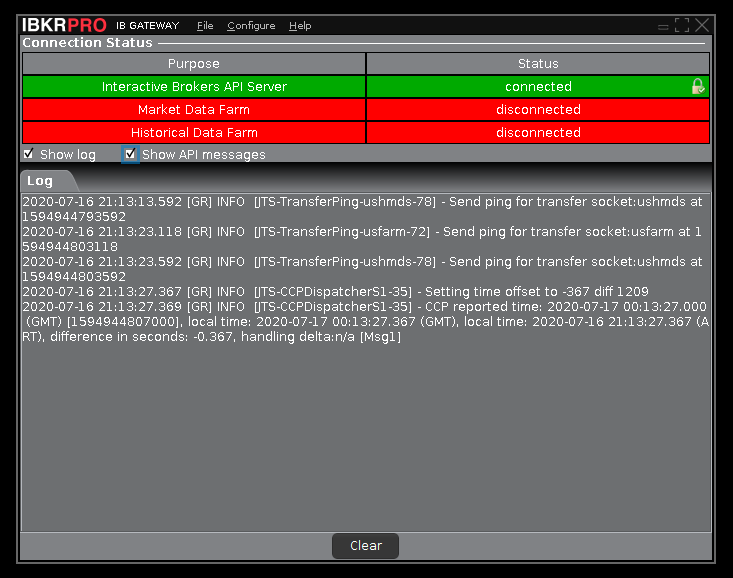 IBKRPRO IB GATEWAY File Configure Help
Connection Status
Purpose Status
Interactive Brokers API Server connected
Market Data Farm disconnected
Historical Data Farm disconnected
Show log Show API messages
Log
2020-07-16 21:13:13.592 [GR] INFO [JTS-TransferPing-ushmds-78] - Send ping for transfer socket:ushmds at
1594944793592
2020-07-16 21:13:23.118 [GR] INFO [JTS-TransferPing-usfarm-72] - Send ping for transfer socket:usfarm at 1
594944803118
2020-07-16 21:13:23.592 [GR] INFO [JTS-TransferPing-ushmds-78] - Send ping for transfer socket:ushmds at
1594944803592
2020-07-16 21:13:27.367 [GR] INFO [JTS-CCPDispatcherS1-35] - Setting time offset to -367 diff 1209
2020-07-16 21:13:27.369 [GR] INFO [JTS-CCPDispatcherS1-35] - CCP reported time: 2020-07-17 00:13:27.000
(GMT) [1594944807000], local time: 2020-07-17 00:13:27.367 (GMT), local time: 2020-07-16 21:13:27.367 (A
RT), difference in seconds: -0.367, handling delta:n/a [Msg1]
Clear